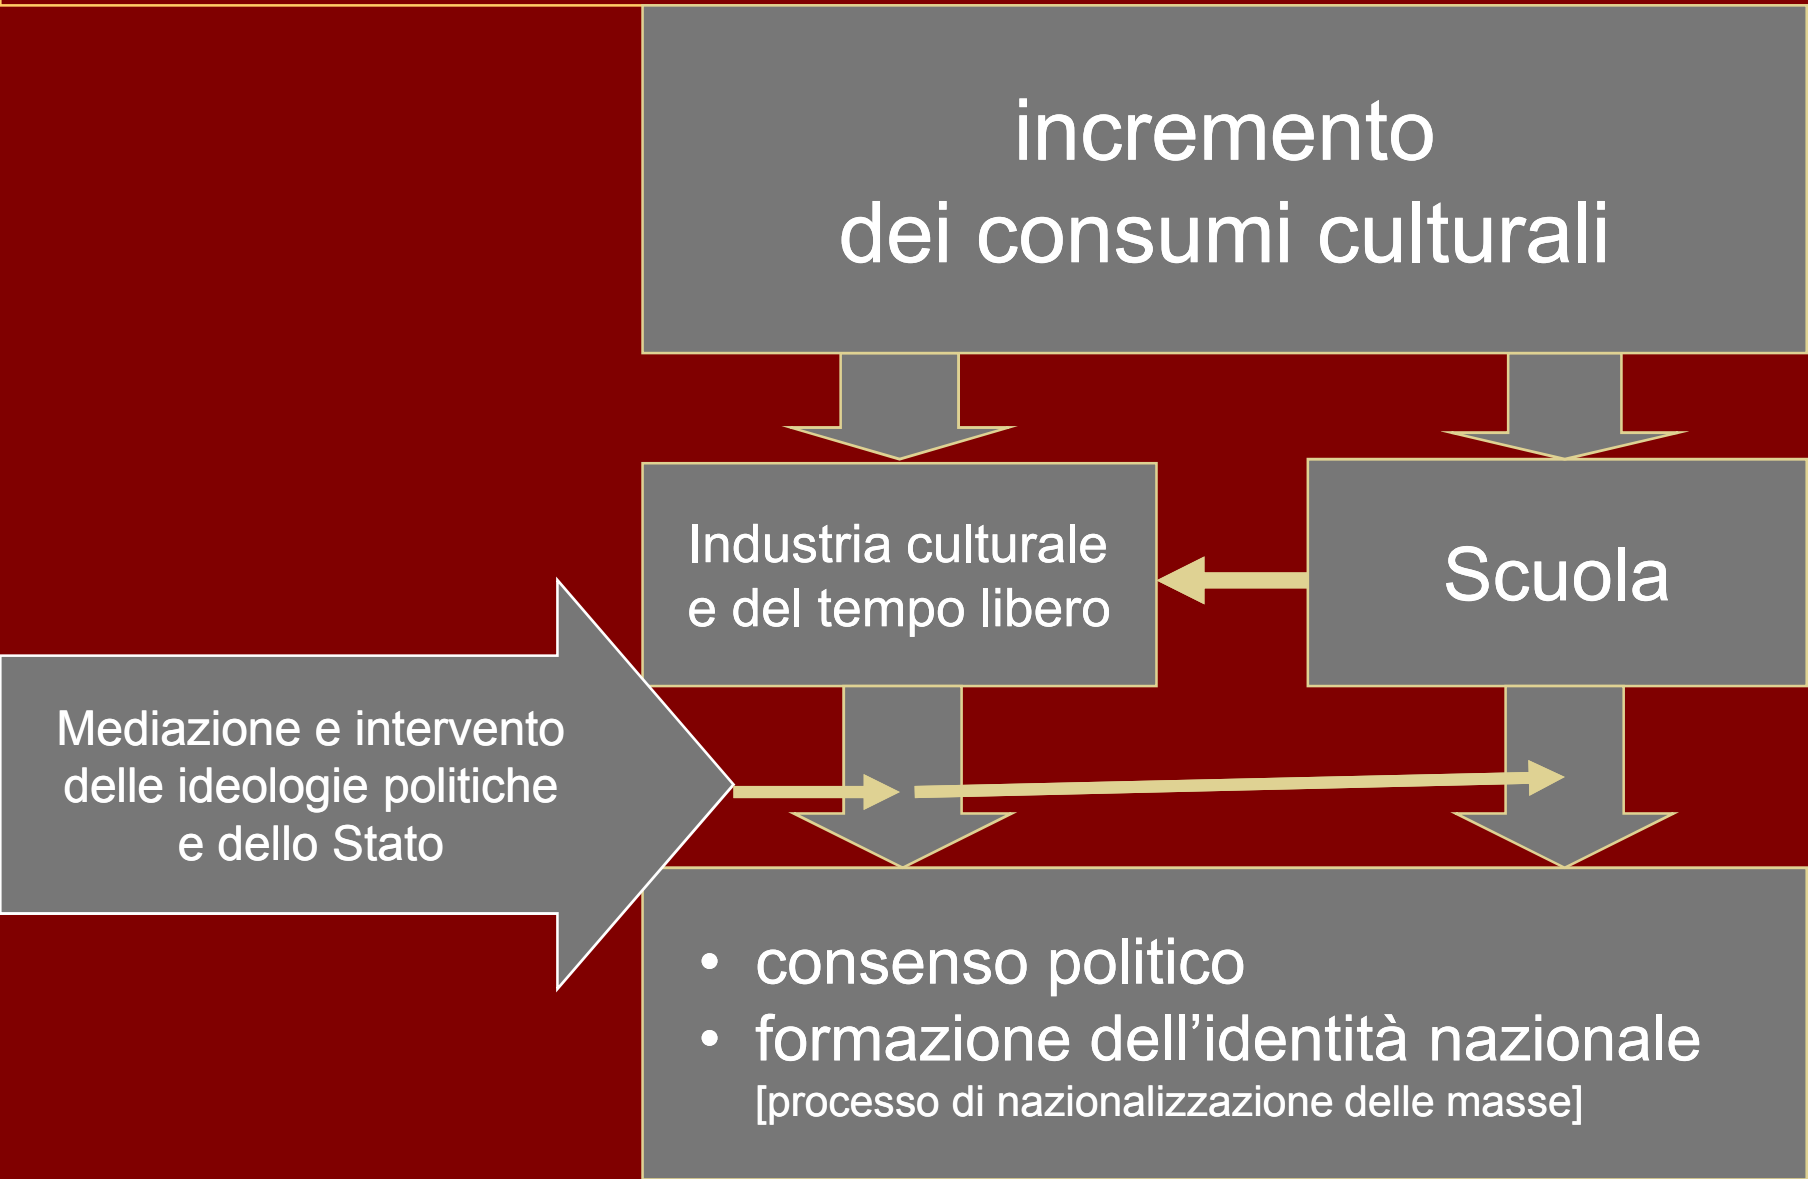 incremento
dei consumi culturali
Industria culturale
e del tempo libero
Scuola
Mediazione e intervento
delle ideologie politiche
e dello Stato
• consenso politico
• formazione dell’identità nazionale
[processo di nazionalizzazione delle masse]